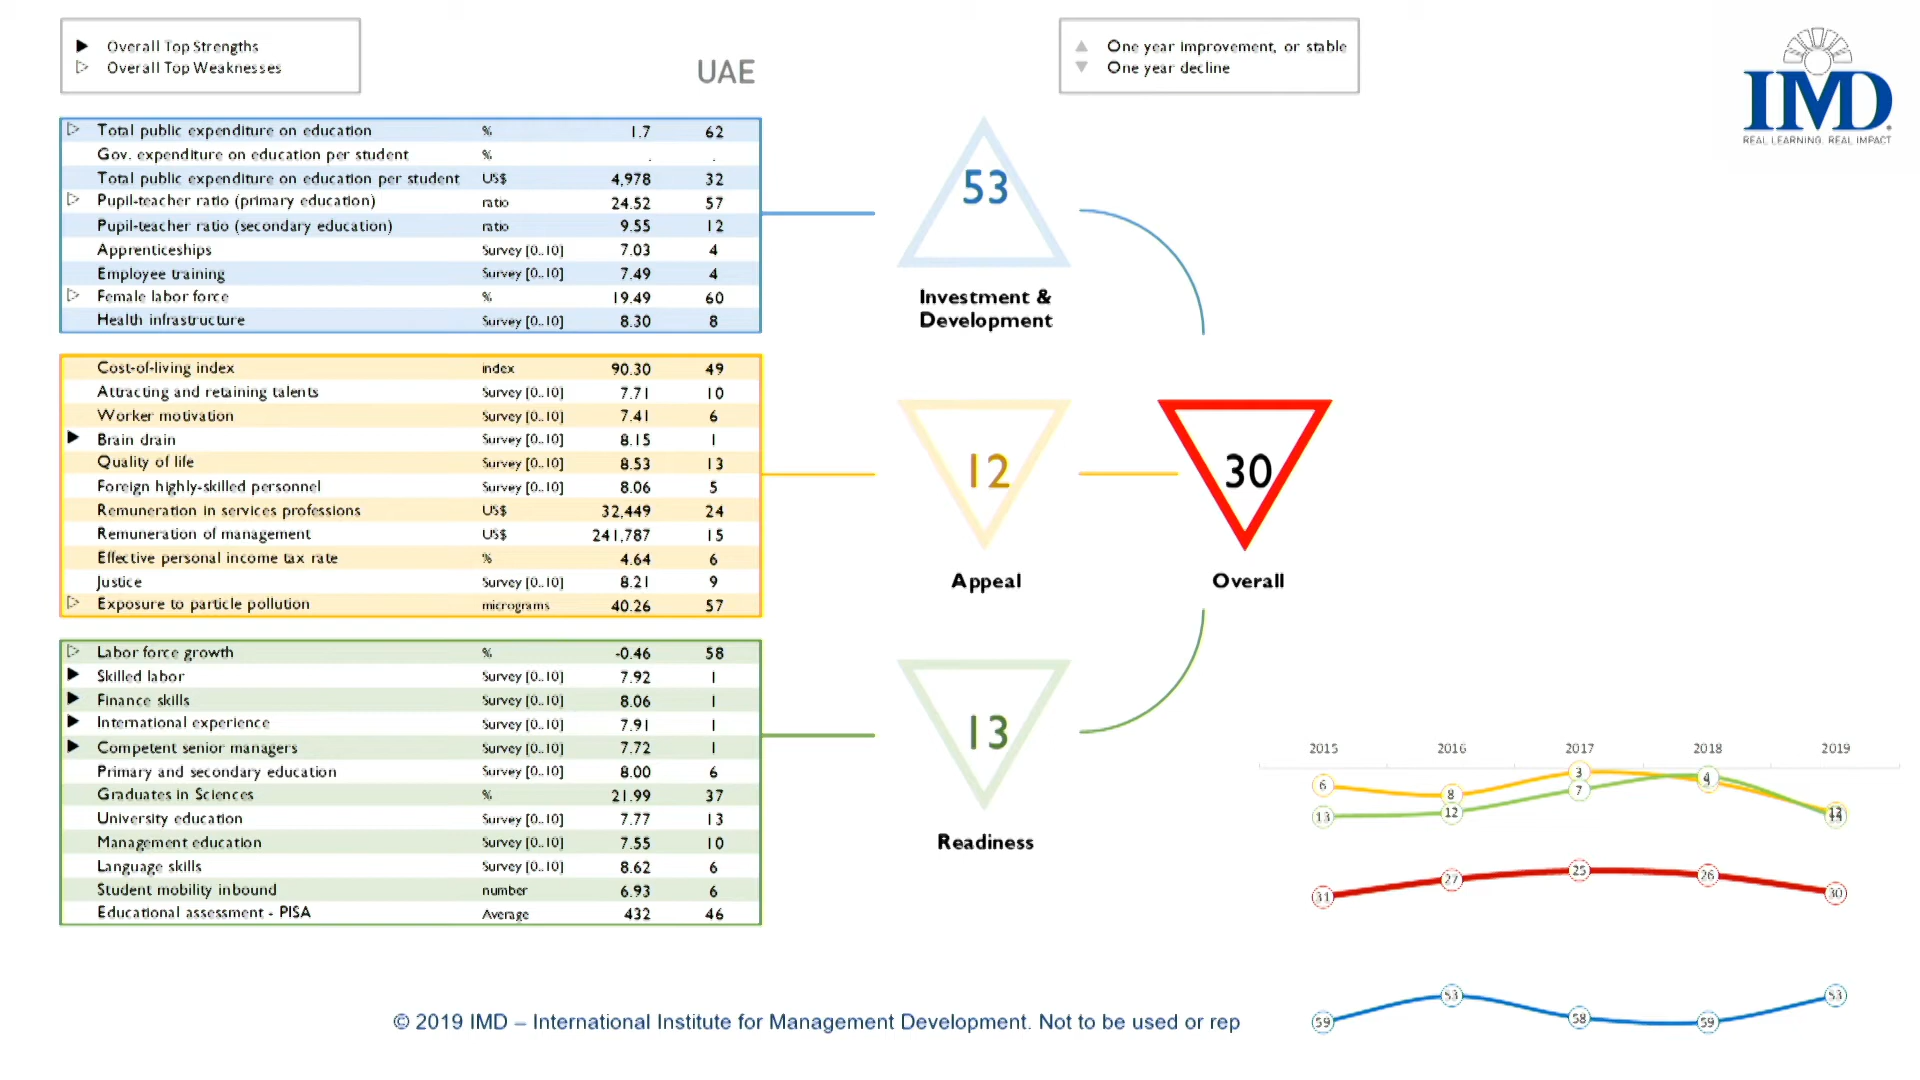 Overall Top Strengths
Overall Top Weaknesses
UAE
One year improvement, or stable
One year decline
IMD
REAL LEARNING. REAL IMPACT
Total public expenditure on education % 1.7 62
Gov. expenditure on education per student % . .
Total public expenditure on education per student US$ 4,978 32
Pupil-teacher ratio (primary education) ratio 24.52 57
Pupil-teacher ratio (secondary education) ratio 9.55 12
Apprenticeships Survey [0..10] 7.03 4
Employee training Survey [0..10] 7.49 4
Female labor force % 19.49 60
Health infrastructure Survey [0..10] 8.30 8
53
Investment &
Development
Cost-of-living index index 90.30 49
Attracting and retaining talents Survey [0..10] 7.71 10
Worker motivation Survey [0..10] 7.41 6
Brain drain Survey [0..10] 8.15 1
Quality of life Survey [0..10] 8.53 13
Foreign highly-skilled personnel Survey [0..10] 8.06 5
Remuneration in services professions US$ 32,449 24
Remuneration of management US$ 241,787 15
Effective personal income tax rate % 4.64 6
Justice Survey [0..10] 8.21 9
Exposure to particle pollution micrograms 40.26 57
12
Appeal
30
Overall
Labor force growth % -0.46 58
Skilled labor Survey [0..10] 7.92 1
Finance skills Survey [0..10] 8.06 1
International experience Survey [0..10] 7.91 1
Competent senior managers Survey [0..10] 7.72 1
Primary and secondary education Survey [0..10] 8.00 6
Graduates in Sciences % 21.99 37
University education Survey [0..10] 7.77 13
Management education Survey [0..10] 7.55 10
Language skills Survey [0..10] 8.62 6
Student mobility inbound number 6.93 6
Educational assessment - PISA Average 432 46
13
Readiness
2015 2016 2017 2018 2019
6 8 3
13 12 7 4
31 27 25 26 30
59 53 58 59 53
© 2019 IMD – International Institute for Management Development. Not to be used or rep